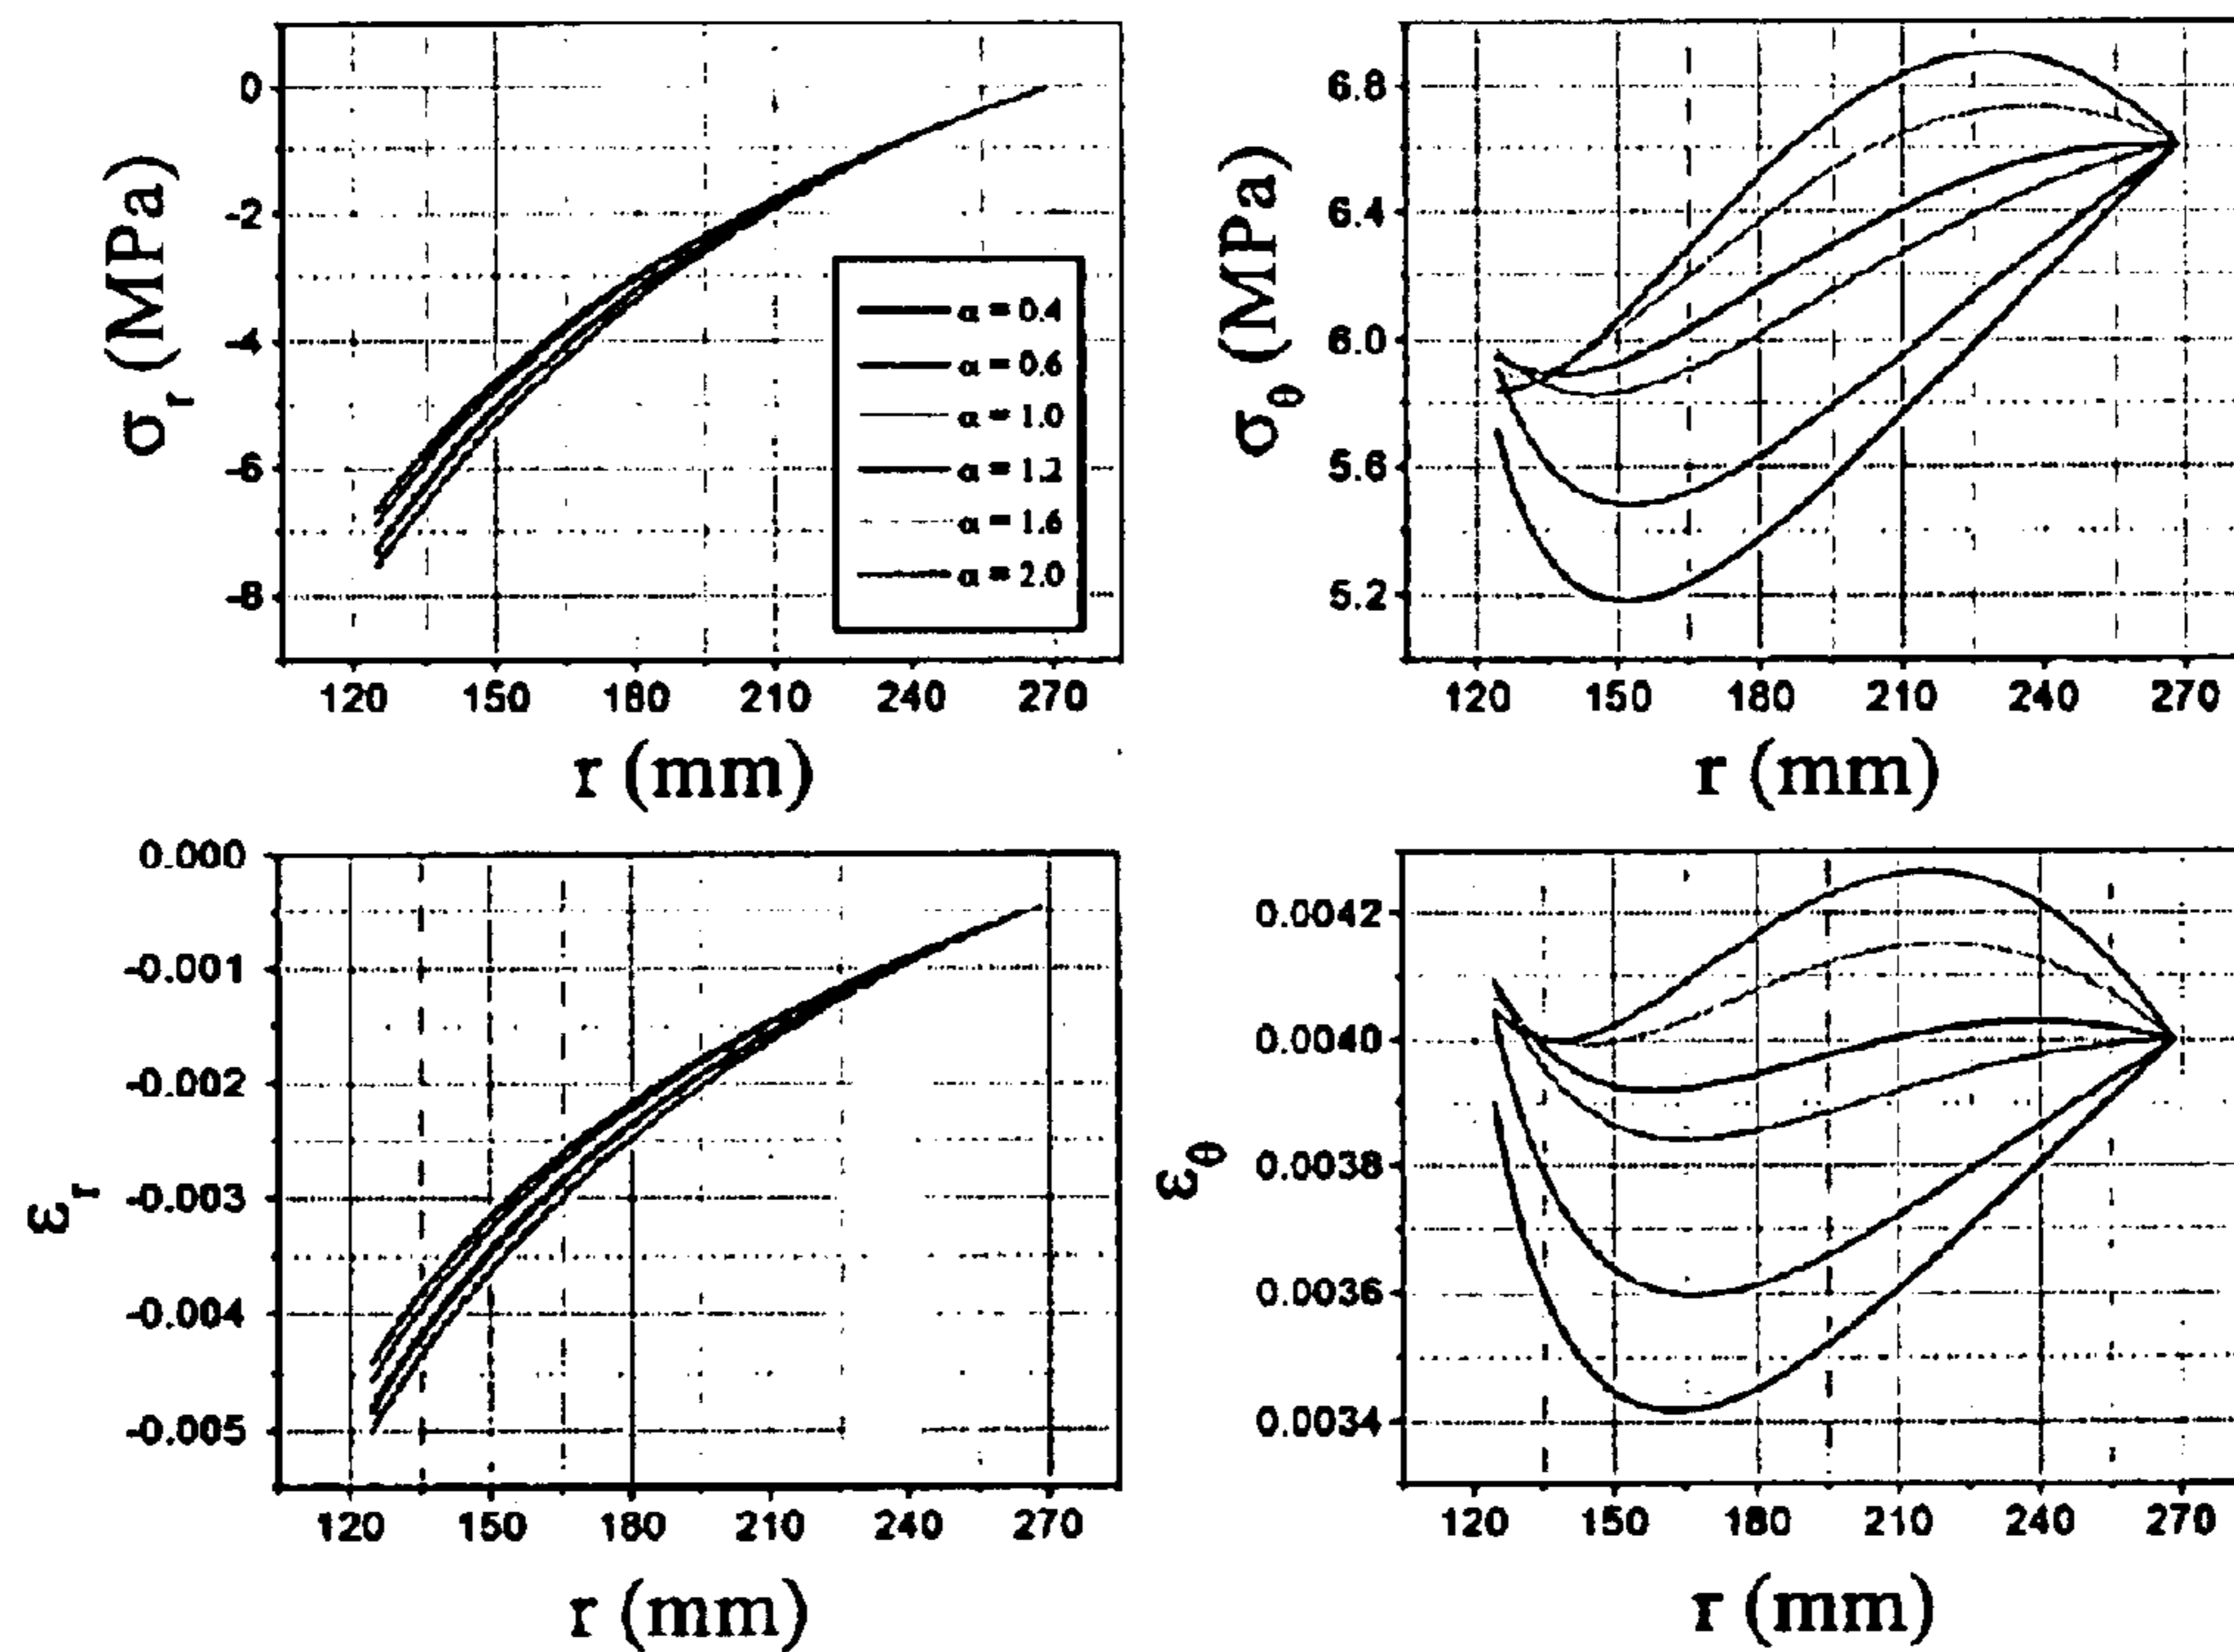 σr (MPa)
0
-2
-4
-6
-8
α = 0.4
α = 0.6
α = 1.0
α = 1.2
α = 1.6
α = 2.0
120 150 180 210 240 270
r (mm)
σθ (MPa)
6.8
6.4
6.0
5.6
5.2
120 150 180 210 240 270
r (mm)
εr
0.000
-0.001
-0.002
-0.003
-0.004
-0.005
120 150 180 210 240 270
r (mm)
εθ
0.0042
0.0040
0.0038
0.0036
0.0034
120 150 180 210 240 270
r (mm)